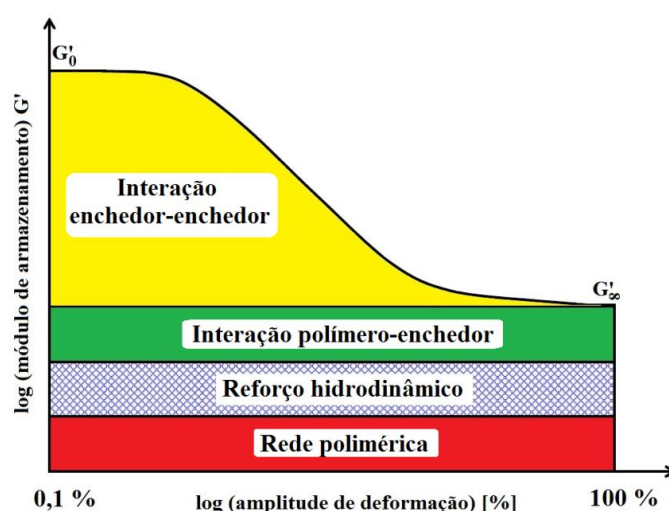 G'₀
log (módulo de armazenamento) G'
Interação
enchedor-enchedor
G'∞
Interação polímero-enchedor
Reforço hidrodinâmico
Rede polimérica
0,1 %
log (amplitude de deformação) [%]
100 %